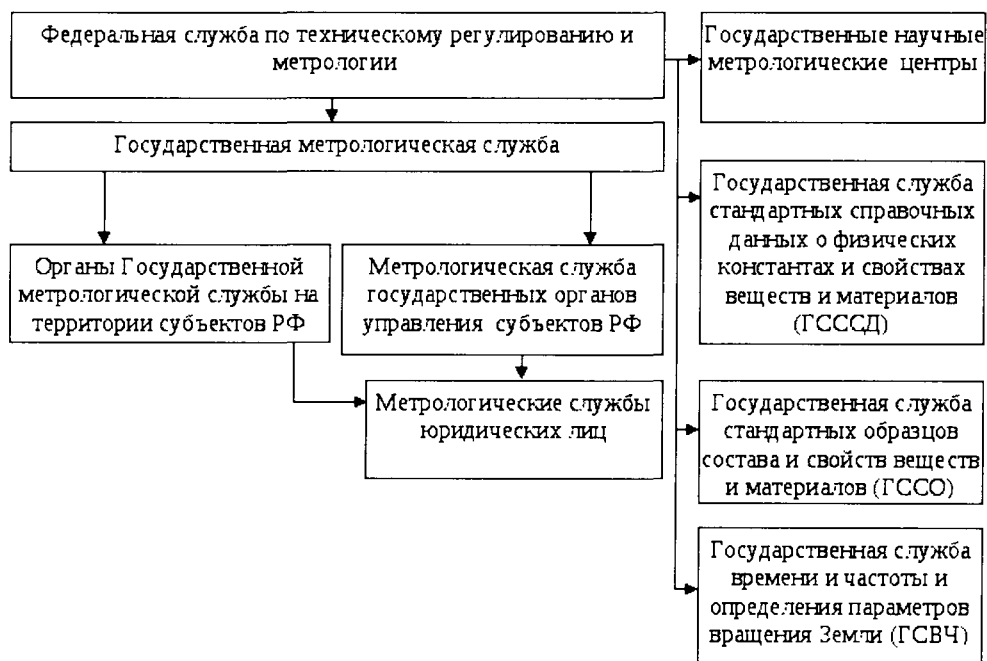 Федеральная служба по техническому регулированию и
метрологии
Государственная метрологическая служба
Органы Государственной
метрологической службы на
территории субъектов РФ
Метрологическая служба
государственных органов
управления субъектов РФ
Метрологические службы
юридических лиц
Государственные научные
метрологические центры
Государственная служба
стандартных справочных
данных о физических
константах и свойствах
веществ и материалов
(ГСССД)
Государственная служба
стандартных образцов
состава и свойств веществ
и материалов (ГССО)
Государственная служба
времени и частоты и
определения параметров
вращения Земли (ГСВЧ)